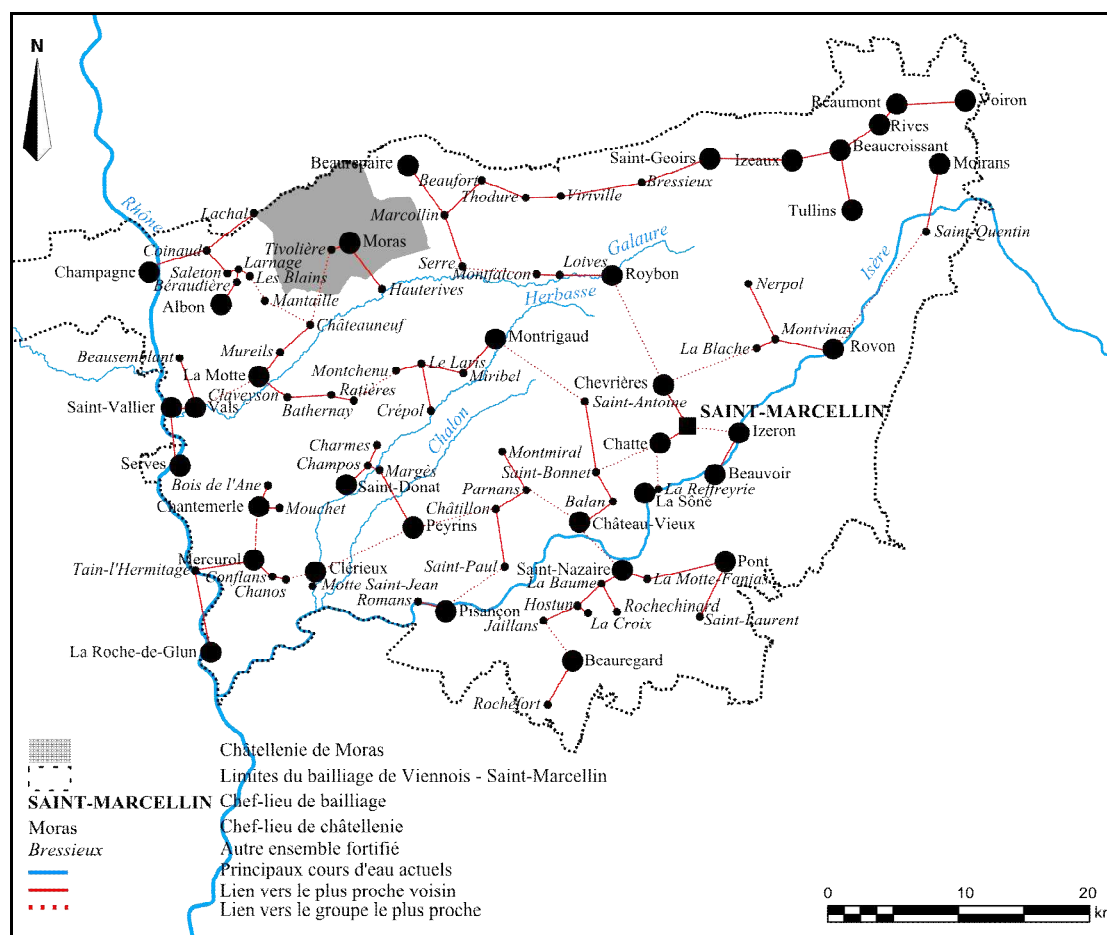 N
Réaumont
Voiron
Rives
Beaucroissant
Saint-Geoirs
Izeaux
Moirans
Beaurepaire
Beaufort
Bressieux
Thodure
Viriville
Tullins
Rhône
Lachal
Marcollin
Saint-Quentin
Tivolière
Moras
Galaure
Coinaud
Larnage
Champagne
Saleton
Les Blains
Serre
Montfalcon
Loives
Roybon
Isère
Béraudière
Hauterives
Nerpol
Albon
Mantaille
Herbasse
Châteauneuf
Montrigaud
Montvinay
Mureils
La Blache
Rovon
Beausemblant
Le Laris
La Motte
Montchenu
Miribel
Chevrières
Claverson
Ratières
Saint-Antoine
Saint-Vallier
Vals
Bathernay
Crépol
SAINT-MARCELLIN
Chalon
Izeron
Charmes
Chatte
Montmiral
Serves
Champos
Margès
Saint-Bonnet
Beauvoir
Bois de l'Ane
Saint-Donat
Parnans
La Reffreyrie
La Sône
Chantemerle
Mouchet
Châtillon
Balan
Peyrins
Château-Vieux
Mercurol
Pont
Tain-l'Hermitage
Conflans
Clérieux
Saint-Paul
Saint-Nazaire
Chanos
Motte Saint-Jean
La Baume
La Motte-Fanjas
Romans
Pisançon
Hostun
Rochechinard
Jaillans
La Croix
Saint-Laurent
La Roche-de-Glun
Beauregard
Rochefort
Châtellenie de Moras
Limites du bailliage de Viennois - Saint-Marcellin
SAINT-MARCELLIN Chef-lieu de bailliage
Moras Chef-lieu de châtellenie
Bressieux Autre ensemble fortifié
Principaux cours d'eau actuels
Lien vers le plus proche voisin
Lien vers le groupe le plus proche
0 10 20
km